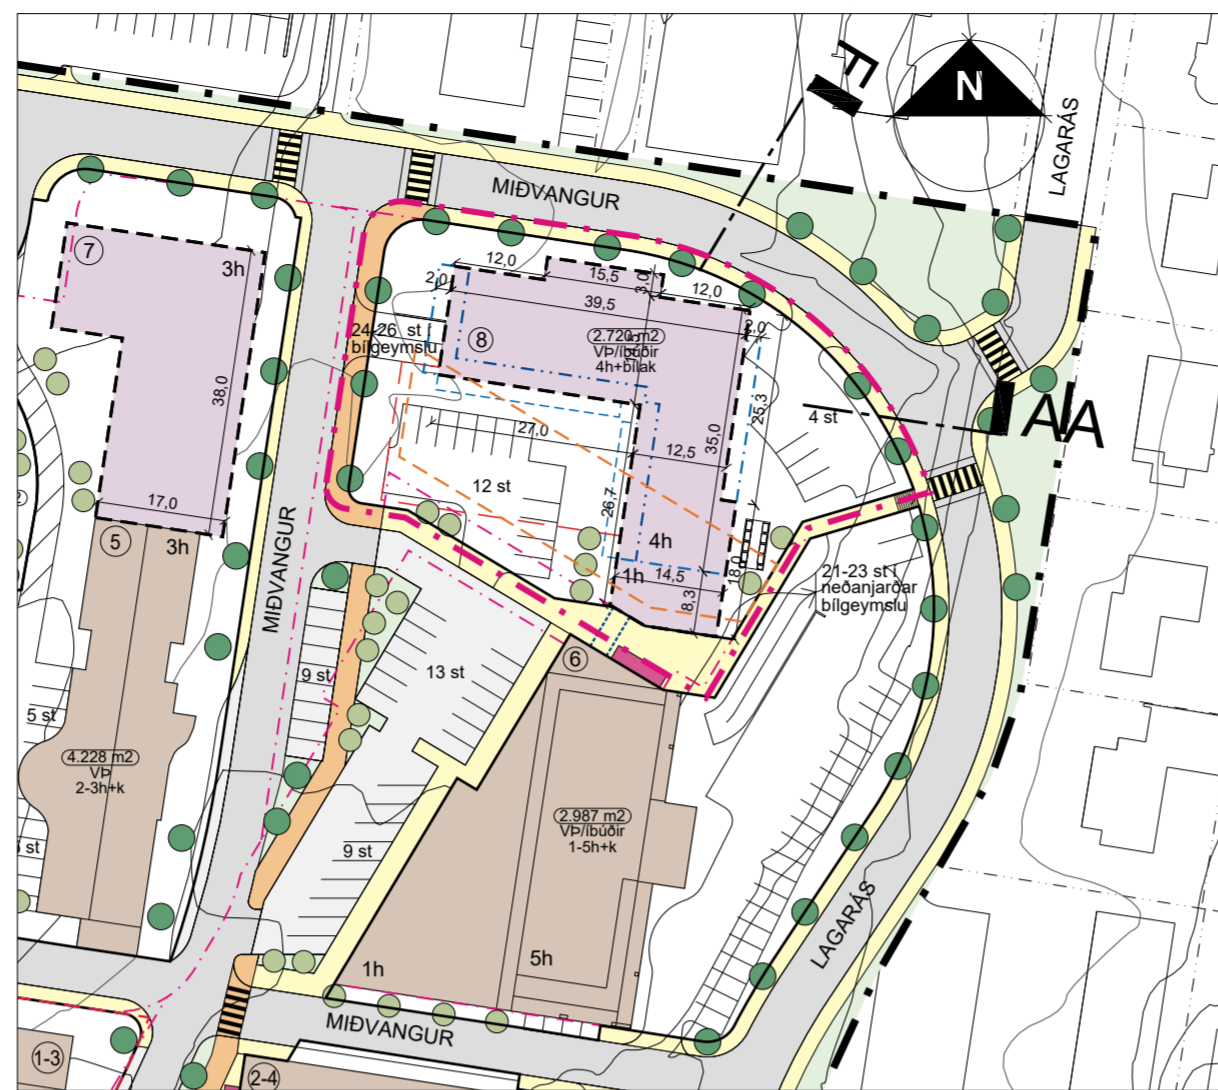 N
F
LAGARÁS
MIÐVANGUR
7
3h
38,0
17,0
5
3h
12,0
15,5
3,0
12,0
2,0
39,5
2,0
24-26 st í
bílgeymslu
8
2.720 m2
VÞ/íbúðir
4h+bílak
25,3
4 st
AA
27,0
12,5
35,0
12 st
26,7
4h
1h
14,5
8,3
18,0
21-23 st í
neðanjarðar
bílgeymslu
MIÐVANGUR
6
9 st
13 st
5 st
4.228 m2
VÞ
2-3h+k
2.987 m2
VÞ/íbúðir
1-5h+k
st
9 st
LAGARÁS
1h
5h
MIÐVANGUR
1-3
2-4